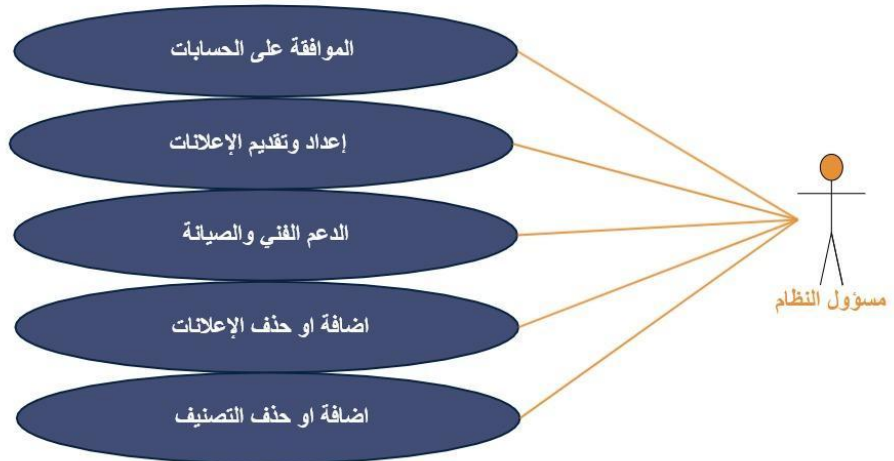 الموافقة على الحسابات
إعداد وتقديم الإعلانات
الدعم الفني والصيانة
اضافة او حذف الإعلانات
اضافة او حذف التصنيف
مسؤول النظام